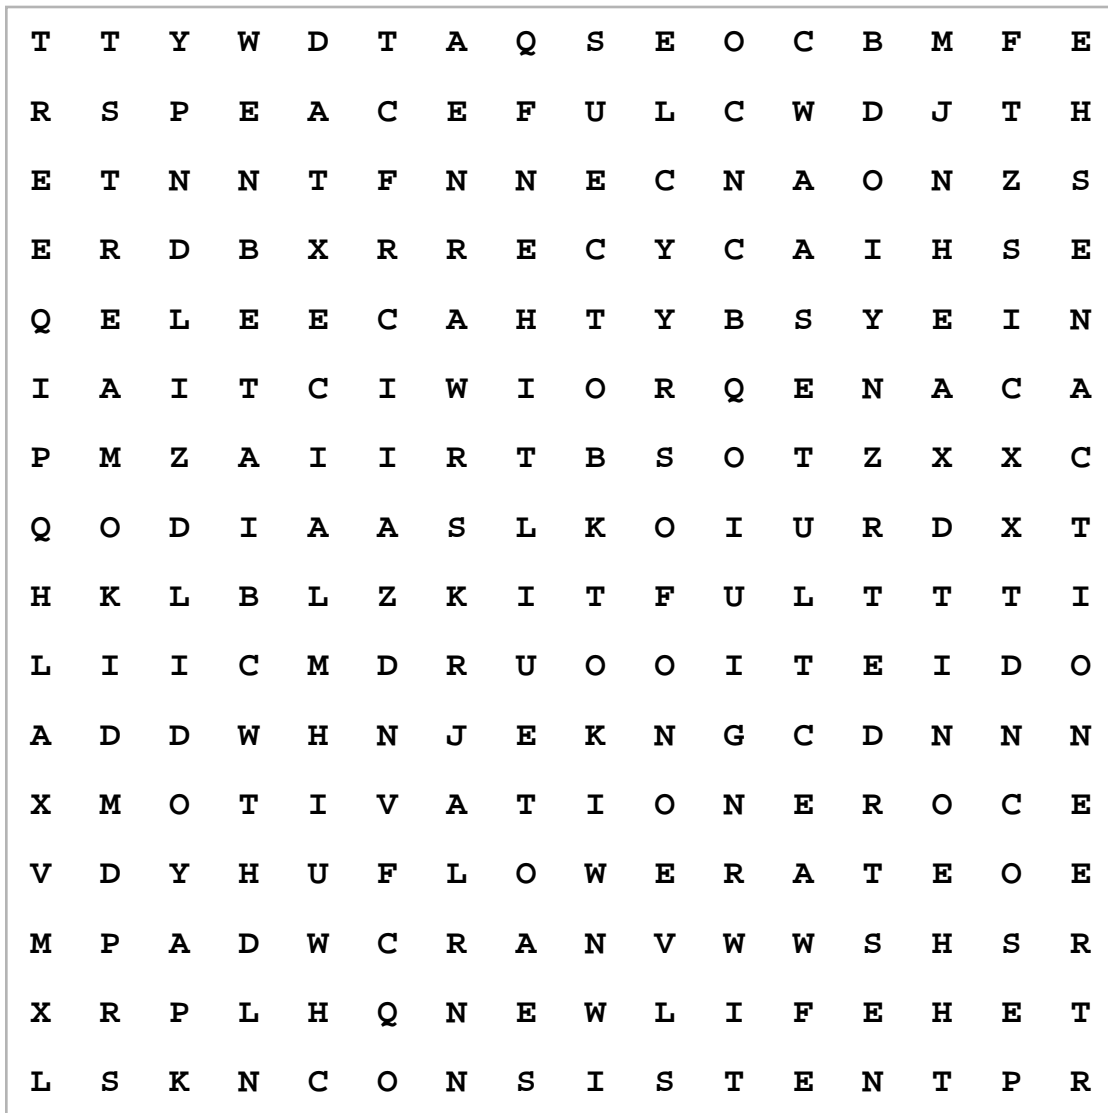 T T Y W D T A Q S E O C B M F E
R S P E A C E F U L C W D J T H
E T N N T F N N E C N A O N Z S
E R D B X R R E C Y C A I H S E
Q E L E E C A H T Y B S Y E I N
I A I T C I W I O R Q E N A C A
P M Z A I I R T B S O T Z X X C
Q O D I A A S L K O I U R D X T
H K L B L Z K I T F U L T T T I
L I I C M D R U O O I T E I D O
A D D W H N J E K N G C D N N N
X M O T I V A T I O N E R O C E
V D Y H U F L O W E R A T E O E
M P A D W C R A N V W W S H S R
X R P L H Q N E W L I F E H E T
L S K N C O N S I S T E N T P R